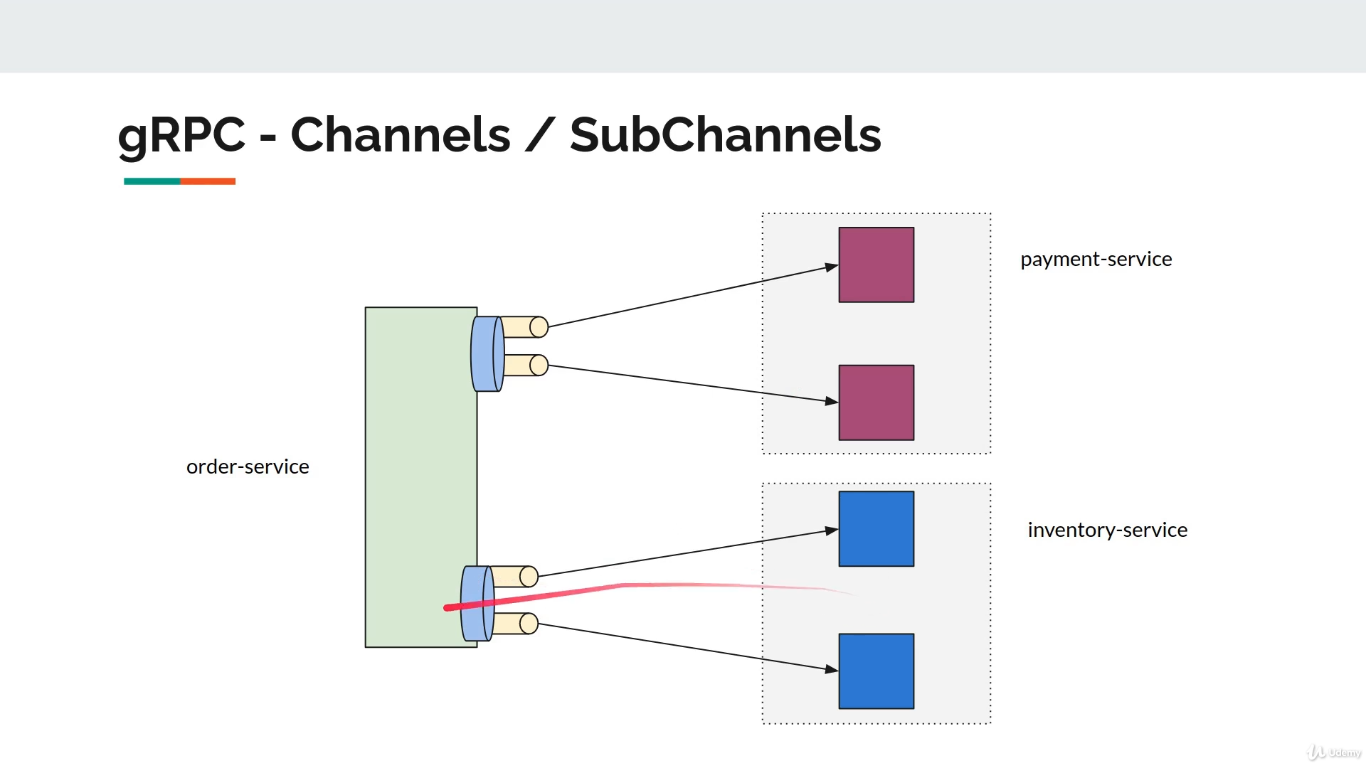 gRPC - Channels / SubChannels
payment-service
order-service
inventory-service
Udemy